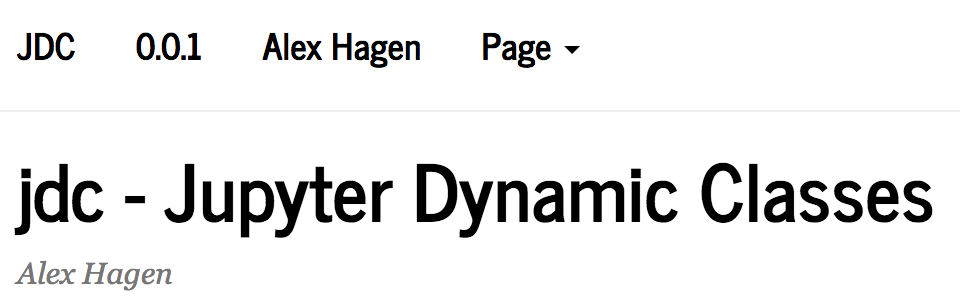 JDC 0.0.1 Alex Hagen Page
jdc - Jupyter Dynamic Classes
Alex Hagen